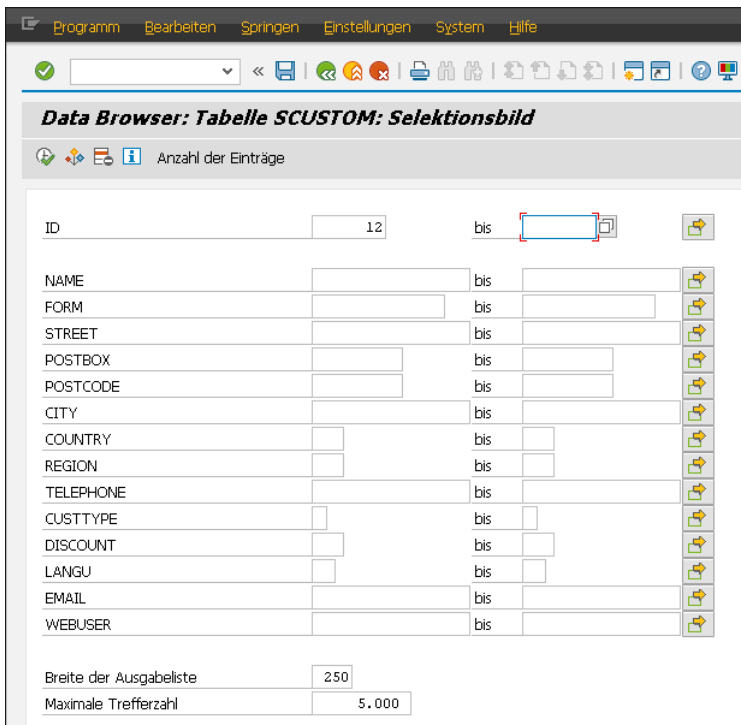 Programm Bearbeiten Springen Einstellungen System Hilfe
Data Browser: Tabelle SCUSTOM: Selektionsbild
Anzahl der Einträge
ID 12 bis
NAME bis
FORM bis
STREET bis
POSTBOX bis
POSTCODE bis
CITY bis
COUNTRY bis
REGION bis
TELEPHONE bis
CUSTTYPE bis
DISCOUNT bis
LANGU bis
EMAIL bis
WEBUSER bis
Breite der Ausgabeliste 250
Maximale Trefferzahl 5.000